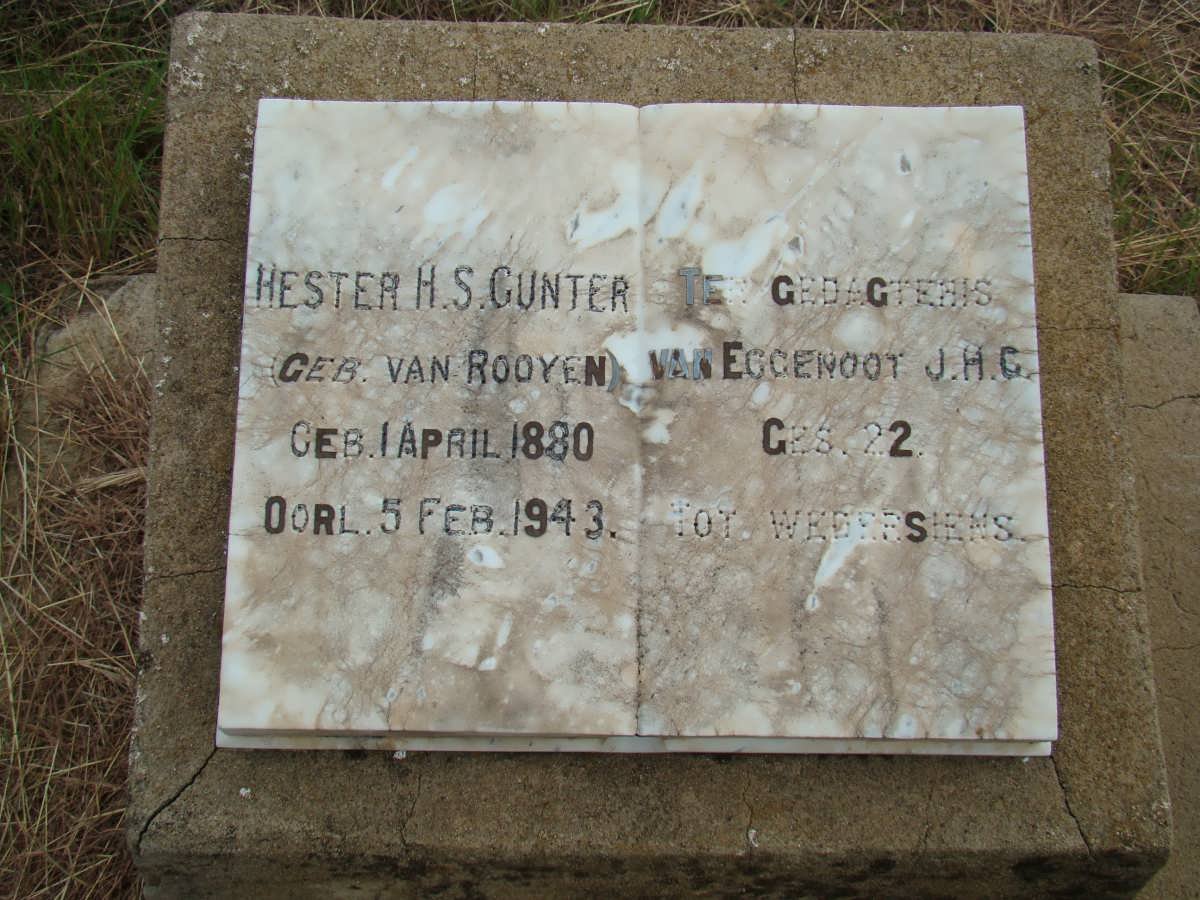 HESTER H.S. GUNTER
(GEB. VAN ROOYEN)
GEB. 1 APRIL 1880
OORL. 5 FEB. 1943.
TER GEDAGTENIS
VAN EGGENOOT J.H.G.
GES. 22.
TOT WEDERSIENS.